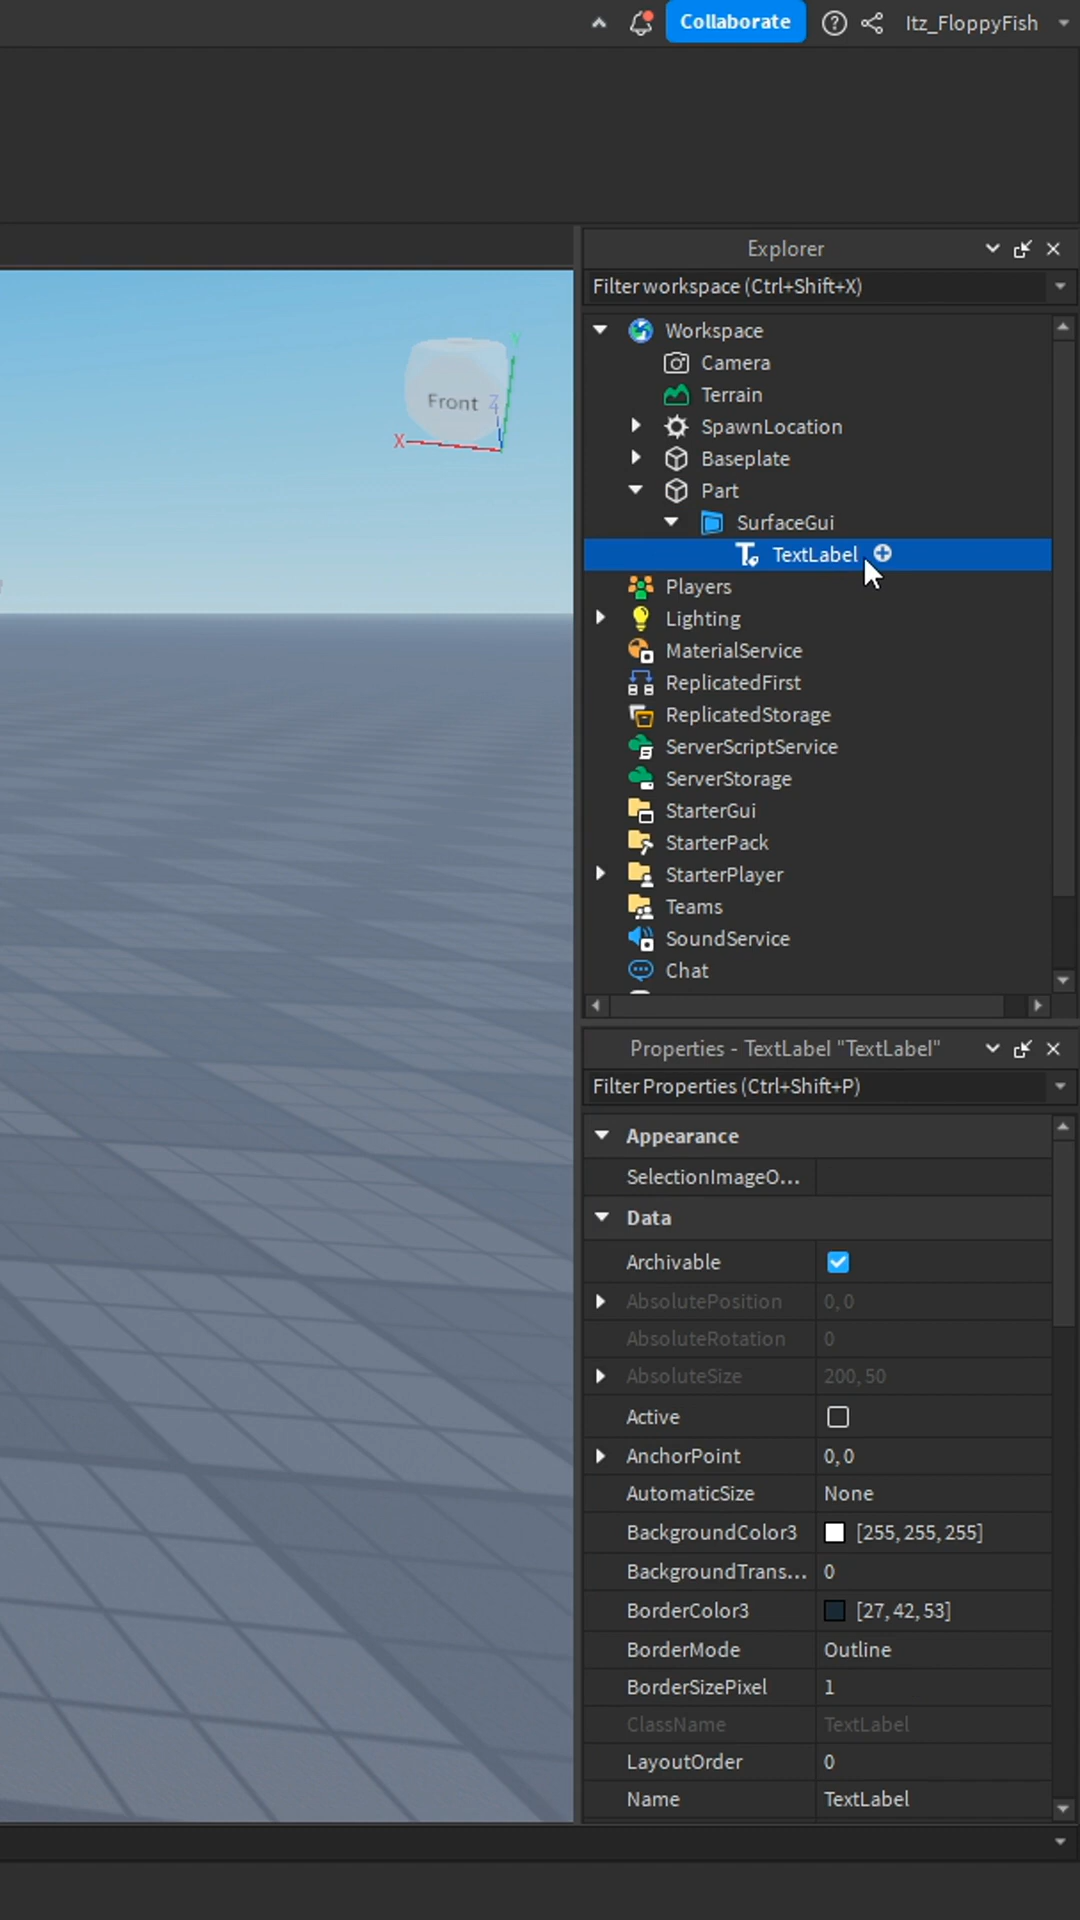 Collaborate
Itz_FloppyFish
Explorer
Filter workspace (Ctrl+Shift+X)
Workspace
Camera
Terrain
SpawnLocation
Baseplate
Part
SurfaceGui
TextLabel
Players
Lighting
MaterialService
ReplicatedFirst
ReplicatedStorage
ServerScriptService
ServerStorage
StarterGui
StarterPack
StarterPlayer
Teams
SoundService
Chat
Y
Front Z
X
Properties - TextLabel "TextLabel"
Filter Properties (Ctrl+Shift+P)
Appearance
SelectionImageO...
Data
Archivable
AbsolutePosition 0, 0
AbsoluteRotation 0
AbsoluteSize 200, 50
Active
AnchorPoint 0, 0
AutomaticSize None
BackgroundColor3 [255, 255, 255]
BackgroundTrans... 0
BorderColor3 [27, 42, 53]
BorderMode Outline
BorderSizePixel 1
ClassName TextLabel
LayoutOrder 0
Name TextLabel